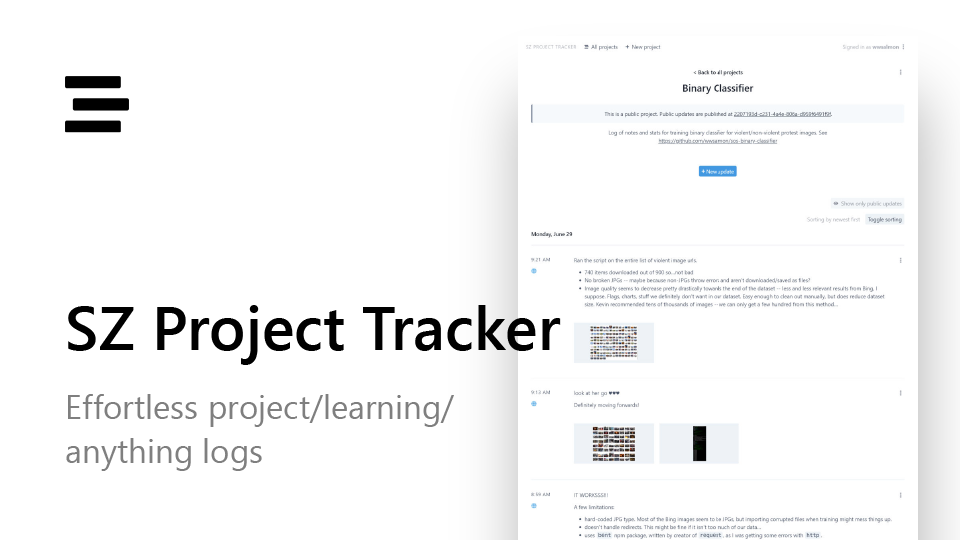 SZ Project Tracker
Effortless project/learning/
anything logs
SZ PROJECT TRACKER All projects + New project Signed in as wwsalmon
< Back to all projects
Binary Classifier
This is a public project. Public updates are published at
Log of notes and stats for training binary classifier for violent/non-violent protest images. See
https://github.com/wwsamon/sos-binary-classifier
+ New update
Show only public updates
Sorting by newest first Toggle sorting
Monday, June 29
9:21 AM Ran the script on the entire list of violent image urls.
• 740 items downloaded out of 900 so...not bad
• No broken JPGs -- maybe because non-JPGs throw errors and aren't downloaded/saved as files?
• Image quality seems to decrease pretty drastically towards the end of the dataset -- less and less relevant results from Bing, I
suppose. Flags, charts, stuff we definitely don't want in our dataset. Easy enough to clean out manually, but does reduce dataset
size. Kevin recommended tens of thousands of images -- we can only get a few hundred from this method...
9:13 AM look at her go ♥♥♥
Definitely moving forwards!
8:59 AM IT WORKSSSS!!
A few limitations:
• hard-coded JPG type. Most of the Bing images seem to be JPGs, but importing corrupted files when training might mess things up.
• doesn't handle redirects. This might be fine if it isn't too much of our data...
• uses bent npm package, written by creator of request, as I was getting some errors with http.